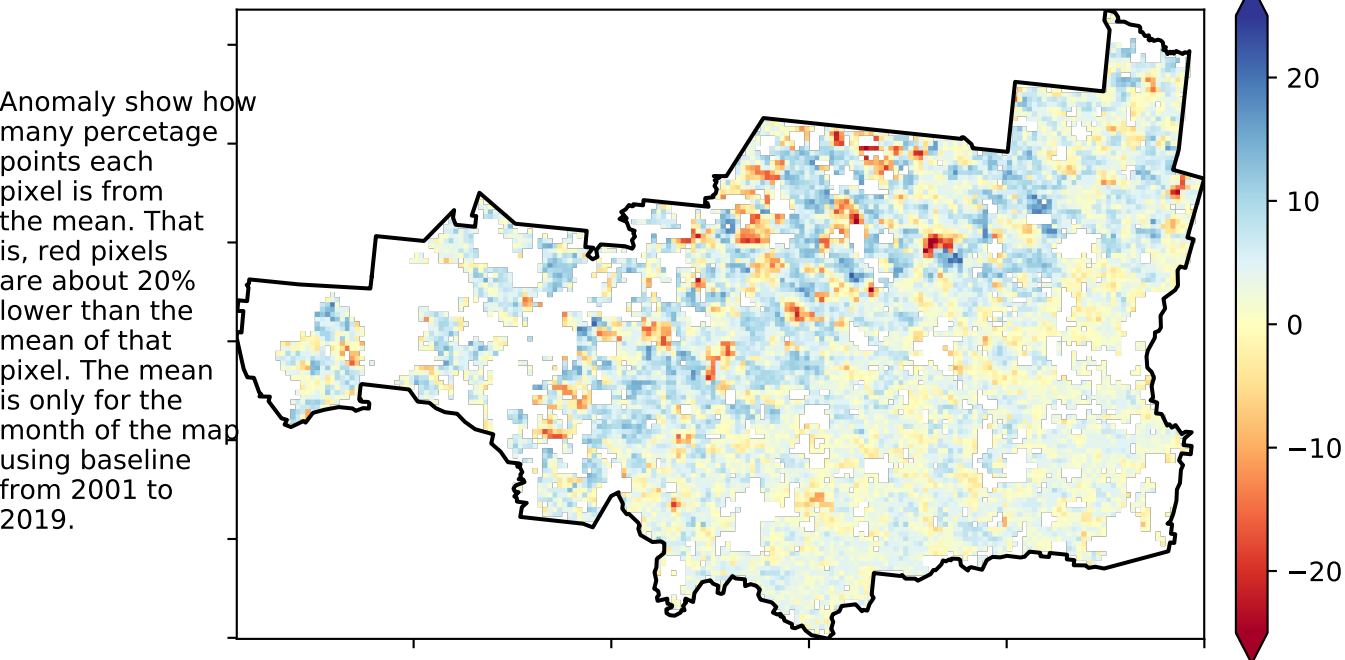 Anomaly show how
many percetage
points each
pixel is from
the mean. That
is, red pixels
are about 20%
lower than the
mean of that
pixel. The mean
is only for the
month of the map
using baseline
from 2001 to
2019.
20
10
0
−10
−20